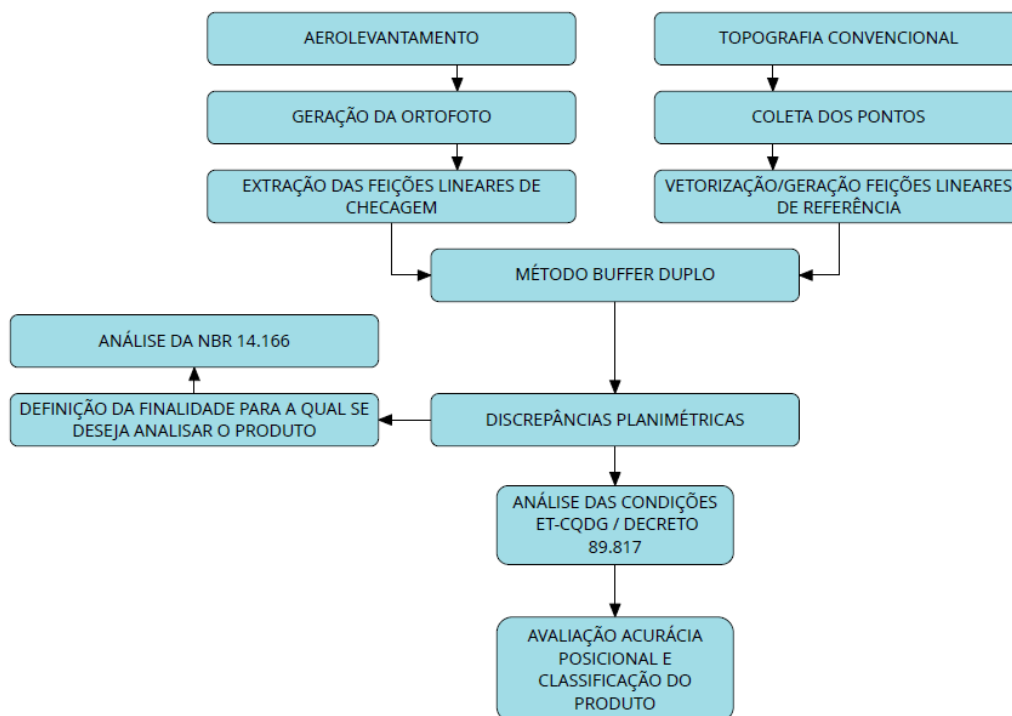 AEROLEVANTAMENTO
TOPOGRAFIA CONVENCIONAL
GERAÇÃO DA ORTOFOTO
COLETA DOS PONTOS
EXTRAÇÃO DAS FEIÇÕES LINEARES DE
CHECAGEM
VETORIZAÇÃO/GERAÇÃO FEIÇÕES LINEARES
DE REFERÊNCIA
MÉTODO BUFFER DUPLO
ANÁLISE DA NBR 14.166
DEFINIÇÃO DA FINALIDADE PARA A QUAL SE
DESEJA ANALISAR O PRODUTO
DISCREPÂNCIAS PLANIMÉTRICAS
ANÁLISE DAS CONDIÇÕES
ET-CQDG / DECRETO
89.817
AVALIAÇÃO ACURÁCIA
POSICIONAL E
CLASSIFICAÇÃO DO
PRODUTO